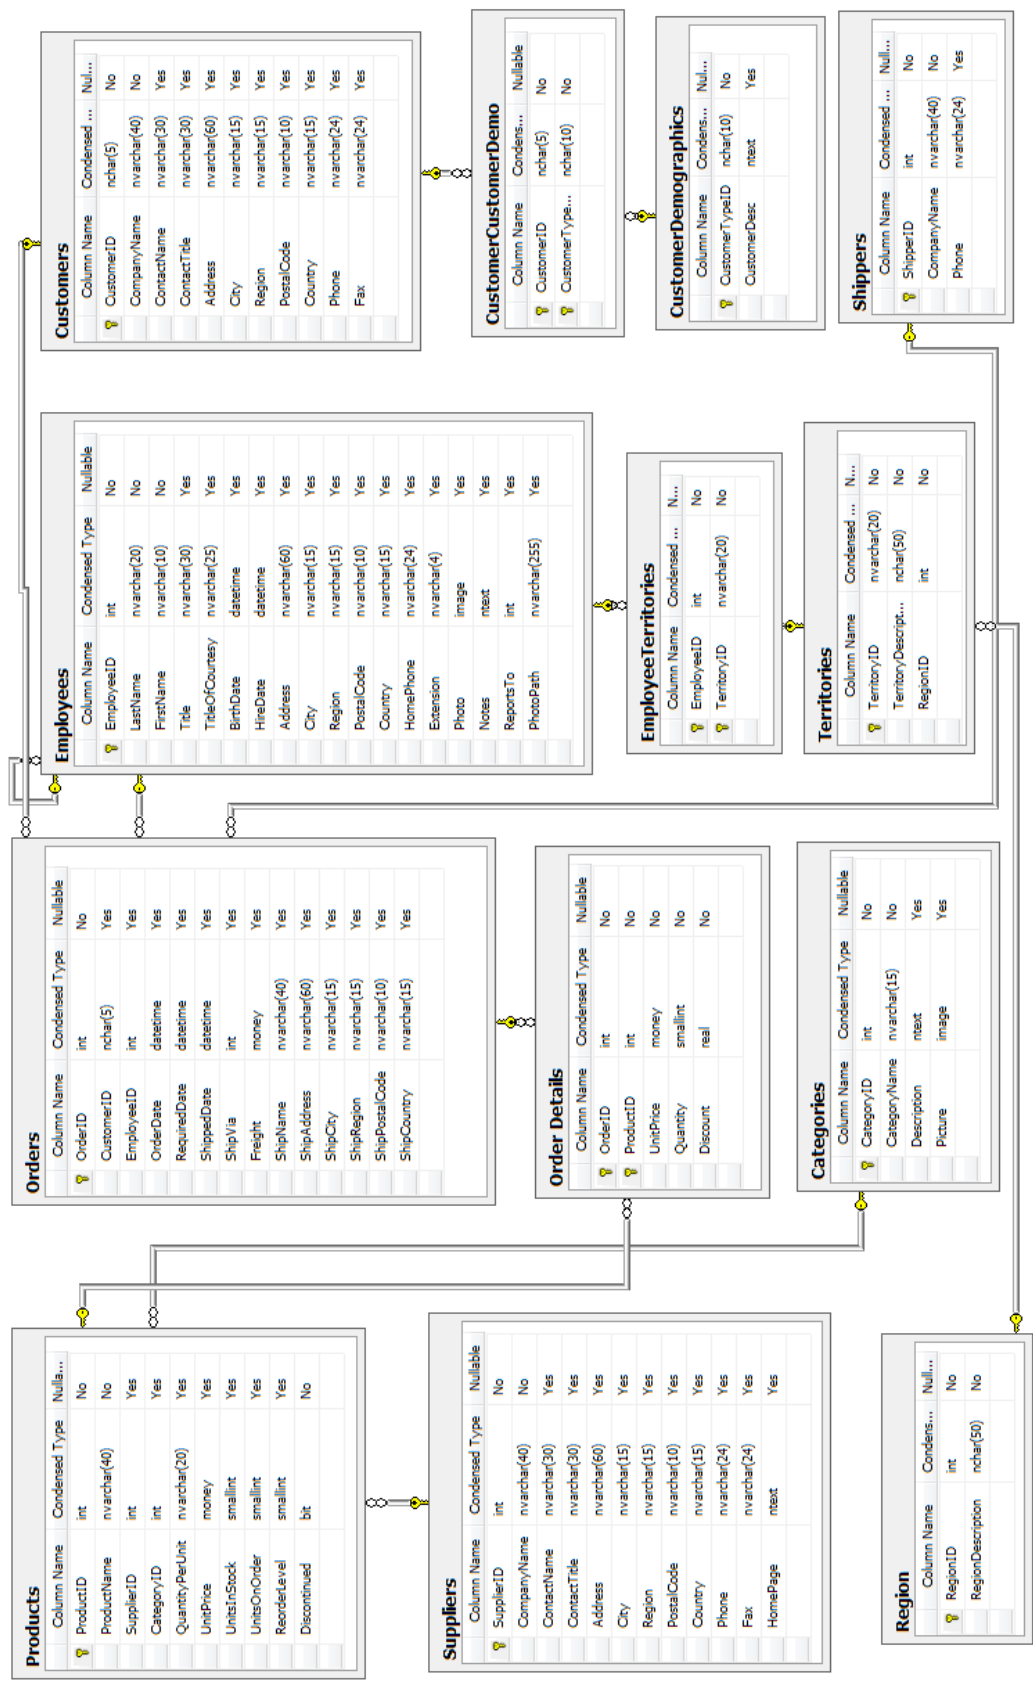 Products
Column Name Condensed Type Nulla...
ProductID int No
ProductName nvarchar(40) No
SupplierID int Yes
CategoryID int Yes
QuantityPerUnit nvarchar(20) Yes
UnitPrice money Yes
UnitsInStock smallint Yes
UnitsOnOrder smallint Yes
ReorderLevel smallint Yes
Discontinued bit No
Orders
Column Name Condensed Type Nullable
OrderID int No
CustomerID nchar(5) Yes
EmployeeID int Yes
OrderDate datetime Yes
RequiredDate datetime Yes
ShippedDate datetime Yes
ShipVia int Yes
Freight money Yes
ShipName nvarchar(40) Yes
ShipAddress nvarchar(60) Yes
ShipCity nvarchar(15) Yes
ShipRegion nvarchar(15) Yes
ShipPostalCode nvarchar(10) Yes
ShipCountry nvarchar(15) Yes
Employees
Column Name Condensed Type Nullable
EmployeeID int No
LastName nvarchar(20) No
FirstName nvarchar(10) No
Title nvarchar(30) Yes
TitleOfCourtesy nvarchar(25) Yes
BirthDate datetime Yes
HireDate datetime Yes
Address nvarchar(60) Yes
City nvarchar(15) Yes
Region nvarchar(15) Yes
PostalCode nvarchar(10) Yes
Country nvarchar(15) Yes
HomePhone nvarchar(24) Yes
Extension nvarchar(4) Yes
Photo image Yes
Notes ntext Yes
ReportsTo int Yes
PhotoPath nvarchar(255) Yes
Customers
Column Name Condensed ... Nul...
CustomerID nchar(5) No
CompanyName nvarchar(40) No
ContactName nvarchar(30) Yes
ContactTitle nvarchar(30) Yes
Address nvarchar(60) Yes
City nvarchar(15) Yes
Region nvarchar(15) Yes
PostalCode nvarchar(10) Yes
Country nvarchar(15) Yes
Phone nvarchar(24) Yes
Fax nvarchar(24) Yes
Suppliers
Column Name Condensed Type Nullable
SupplierID int No
CompanyName nvarchar(40) No
ContactName nvarchar(30) Yes
ContactTitle nvarchar(30) Yes
Address nvarchar(60) Yes
City nvarchar(15) Yes
Region nvarchar(15) Yes
PostalCode nvarchar(10) Yes
Country nvarchar(15) Yes
Phone nvarchar(24) Yes
Fax nvarchar(24) Yes
HomePage ntext Yes
Order Details
Column Name Condensed Type Nullable
OrderID int No
ProductID int No
UnitPrice money No
Quantity smallint No
Discount real No
EmployeeTerritories
Column Name Condensed ... N...
EmployeeID int No
TerritoryID nvarchar(20) No
CustomerCustomerDemo
Column Name Condens... Nullable
CustomerID nchar(5) No
CustomerType... nchar(10) No
CustomerDemographics
Column Name Condens... Nul...
CustomerTypeID nchar(10) No
CustomerDesc ntext Yes
Categories
Column Name Condensed Type Nullable
CategoryID int No
CategoryName nvarchar(15) No
Description ntext Yes
Picture image Yes
Territories
Column Name Condensed ... N...
TerritoryID nvarchar(20) No
TerritoryDescript... nchar(50) No
RegionID int No
Shippers
Column Name Condensed ... Null...
ShipperID int No
CompanyName nvarchar(40) No
Phone nvarchar(24) Yes
Region
Column Name Condens... Null...
RegionID int No
RegionDescription nchar(50) No